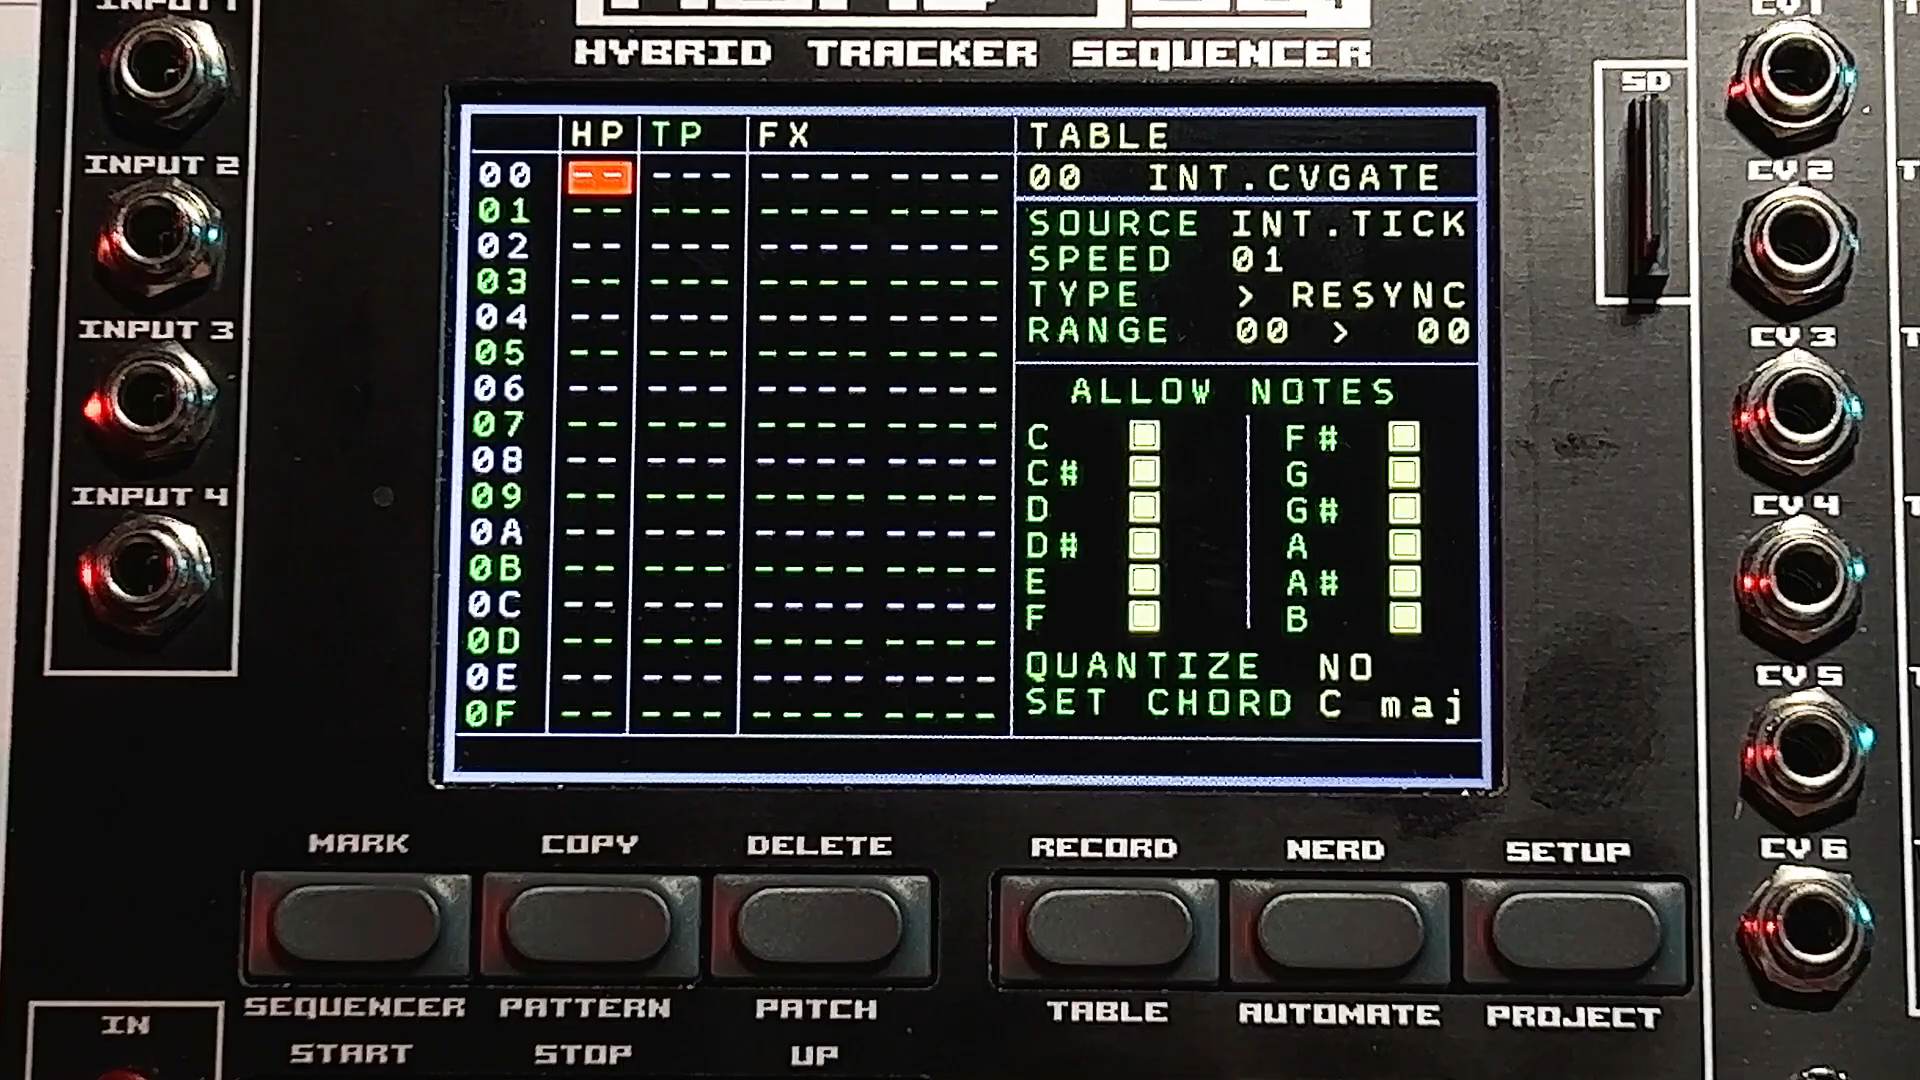 INPUT 1
INPUT 2
INPUT 3
INPUT 4
IN
HYBRID TRACKER SEQUENCER
HP TP FX
00 -- --- ---- ----
01 -- --- ---- ----
02 -- --- ---- ----
03 -- --- ---- ----
04 -- --- ---- ----
05 -- --- ---- ----
06 -- --- ---- ----
07 -- --- ---- ----
08 -- --- ---- ----
09 -- --- ---- ----
0A -- --- ---- ----
0B -- --- ---- ----
0C -- --- ---- ----
0D -- --- ---- ----
0E -- --- ---- ----
0F -- --- ---- ----
TABLE
00 INT.CVGATE
SOURCE INT.TICK
SPEED 01
TYPE > RESYNC
RANGE 00 > 00
ALLOW NOTES
C F#
C# G
D G#
D# A
E A#
F B
QUANTIZE NO
SET CHORD C maj
SD
CV 1
CV 2
CV 3
CV 4
CV 5
CV 6
MARK COPY DELETE RECORD NERD SETUP
SEQUENCER PATTERN PATCH TABLE AUTOMATE PROJECT
START STOP UP